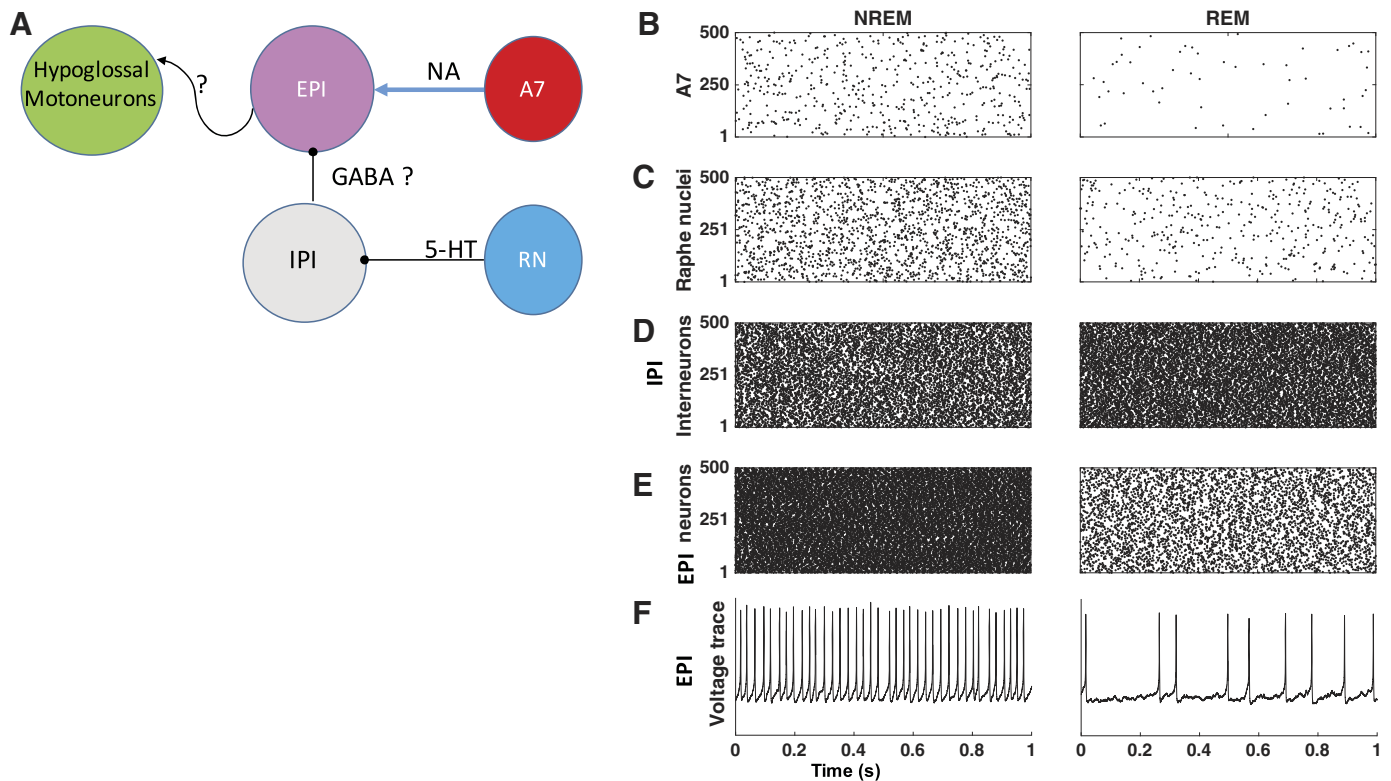 A
Hypoglossal
Motoneurons
?
EPI
NA
A7
GABA ?
IPI
5-HT
RN
NREM
REM
B
A7
500
250
1
C
Raphe nuclei
500
251
1
D
IPI
Interneurons
500
251
1
E
EPI neurons
500
251
1
F
EPI
Voltage trace
0 0.2 0.4 0.6 0.8 1
0 0.2 0.4 0.6 0.8 1
Time (s)